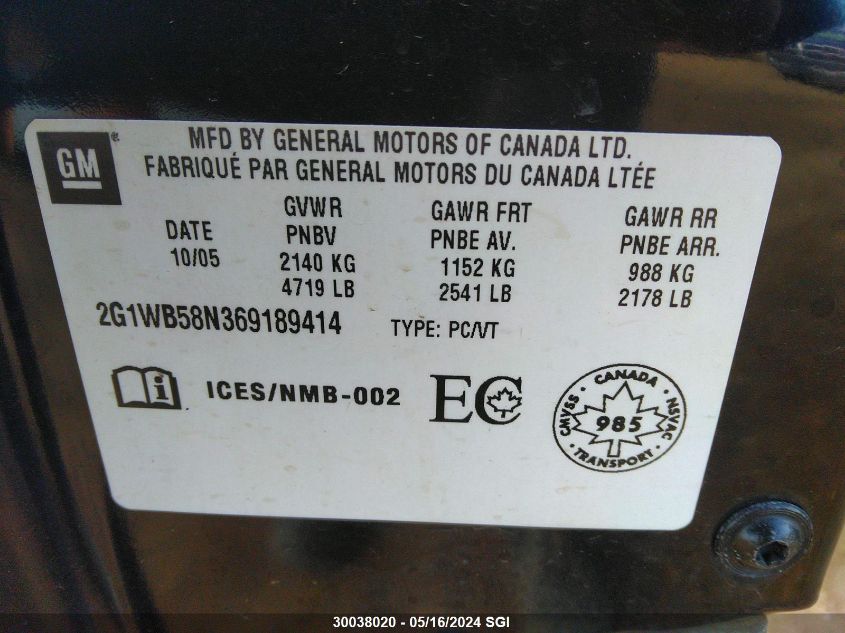 GM
MFD BY GENERAL MOTORS OF CANADA LTD.
FABRIQUÉ PAR GENERAL MOTORS DU CANADA LTÉE
DATE
10/05
GVWR
PNBV
2140 KG
4719 LB
GAWR FRT
PNBE AV.
1152 KG
2541 LB
GAWR RR
PNBE ARR.
988 KG
2178 LB
2G1WB58N369189414 TYPE: PC/VT
ICES/NMB-002
EC
CANADA
CMVSS 985 NSVAC
TRANSPORT
30038020 - 05/16/2024 SGI